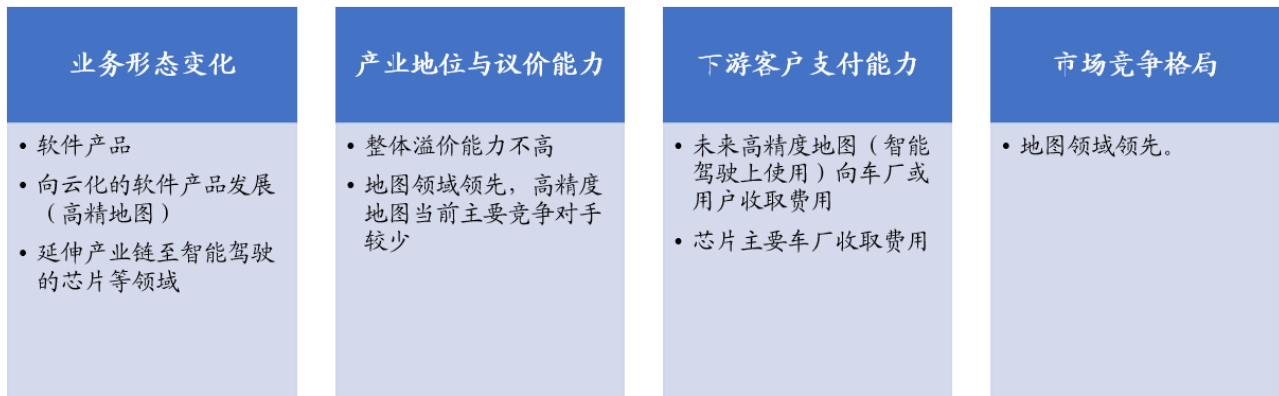 业务形态变化
• 软件产品
• 向云化的软件产品发展
（高精地图）
• 延伸产业链至智能驾驶
的芯片等领域
产业地位与议价能力
• 整体溢价能力不高
• 地图领域领先，高精度
地图当前主要竞争对手
较少
下游客户支付能力
• 未来高精度地图（智能
驾驶上使用）向车厂或
用户收取费用
• 芯片主要车厂收取费用
市场竞争格局
• 地图领域领先。